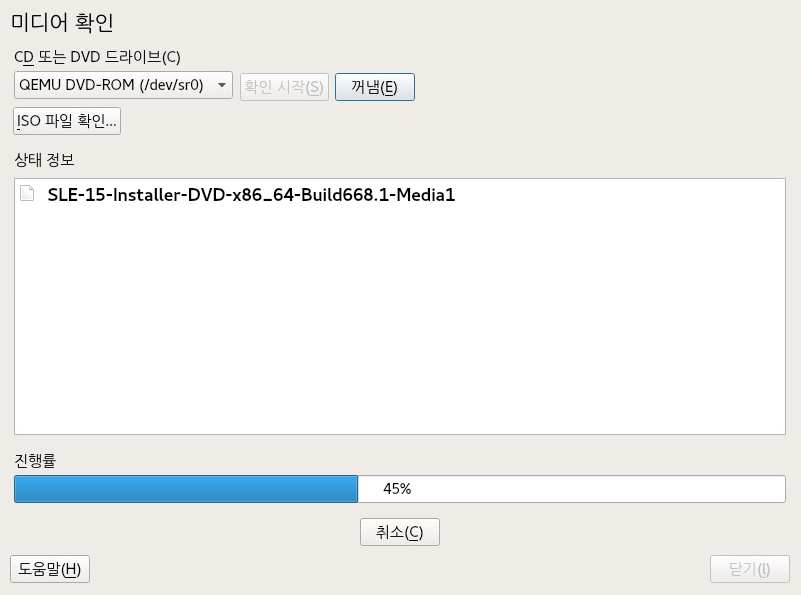 미디어 확인
CD 또는 DVD 드라이브(C)
QEMU DVD-ROM (/dev/sr0) 확인 시작(S) 꺼냄(E)
ISO 파일 확인...
상태 정보
SLE-15-Installer-DVD-x86_64-Build668.1-Media1
진행률
45%
취소(C)
도움말(H) 닫기(l)